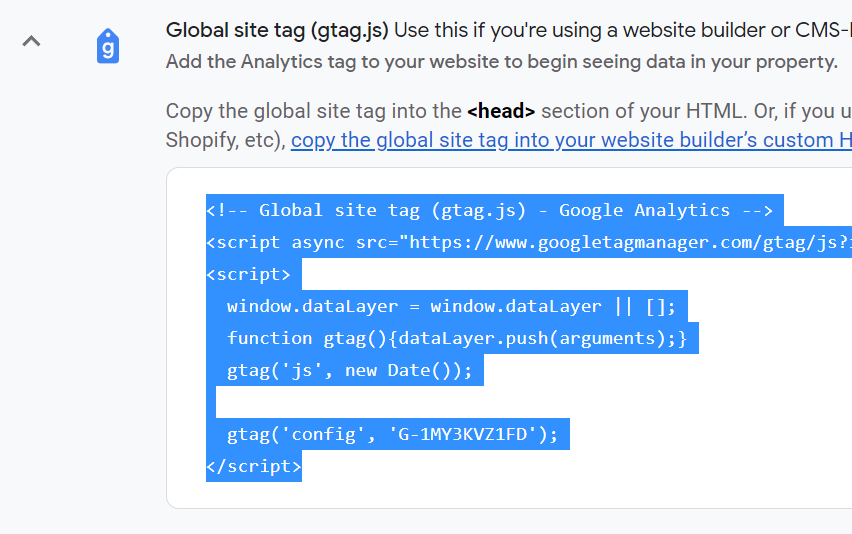 Global site tag (gtag.js) Use this if you're using a website builder or CMS-
Add the Analytics tag to your website to begin seeing data in your property.
Copy the global site tag into the <head> section of your HTML. Or, if you u
Shopify, etc), copy the global site tag into your website builder’s custom H
<!-- Global site tag (gtag.js) - Google Analytics -->
<script async src="https://www.googletagmanager.com/gtag/js?
<script>
window.dataLayer = window.dataLayer || [];
function gtag(){dataLayer.push(arguments);}
gtag('js', new Date());
gtag('config', 'G-1MY3KVZ1FD');
</script>